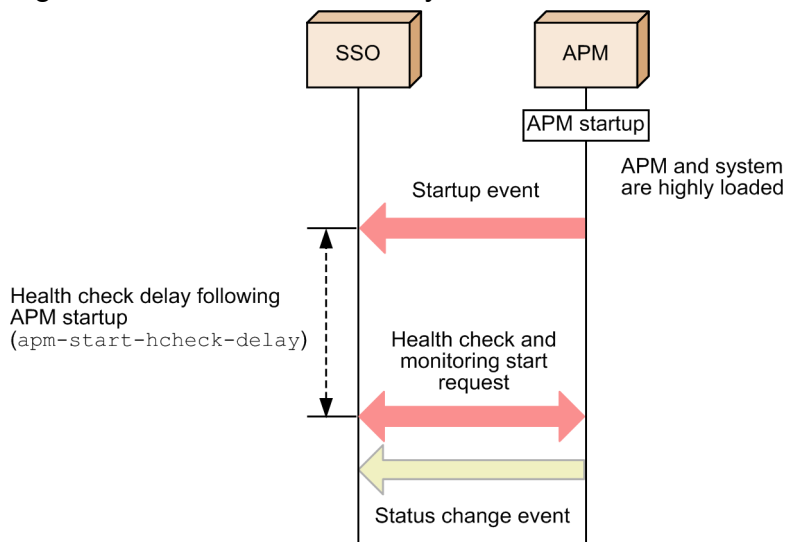 SSO
APM
APM startup
APM and system
are highly loaded
Startup event
Health check delay following
APM startup
(apm-start-hcheck-delay)
Health check and
monitoring start
request
Status change event